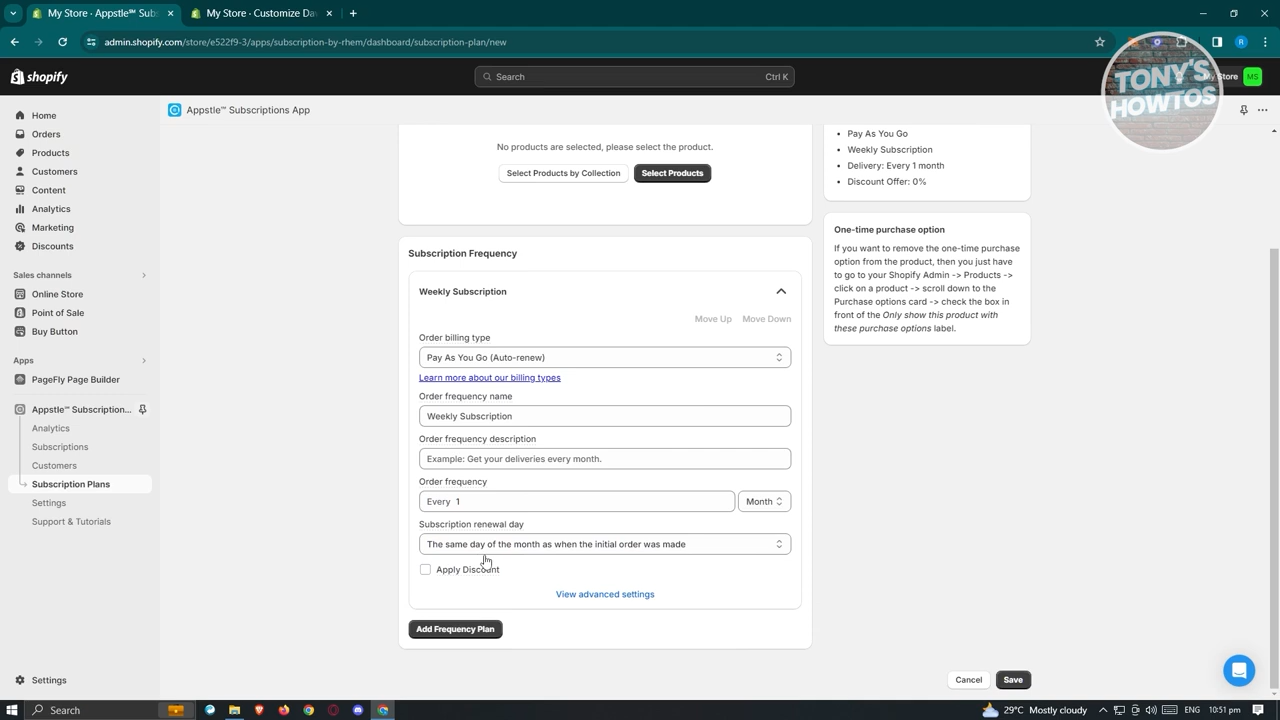 My Store - Appstle™ Subs
My Store - Customize Da
admin.shopify.com/store/e522f9-3/apps/subscription-by-rhem/dashboard/subscription-plan/new
shopify
Search
Ctrl K
My Store
MS
TONY'S
HOWTOS
Appstle™ Subscriptions App
Home
Orders
Products
Customers
Content
Analytics
Marketing
Discounts
Sales channels
Online Store
Point of Sale
Buy Button
Apps
PageFly Page Builder
Appstle™ Subscription...
Analytics
Subscriptions
Customers
Subscription Plans
Settings
Support & Tutorials
Settings
No products are selected, please select the product.
Select Products by Collection
Select Products
Subscription Frequency
Weekly Subscription
Move Up
Move Down
Order billing type
Pay As You Go (Auto-renew)
Learn more about our billing types
Order frequency name
Weekly Subscription
Order frequency description
Example: Get your deliveries every month.
Order frequency
Every 1
Month
Subscription renewal day
The same day of the month as when the initial order was made
Apply Discount
View advanced settings
Add Frequency Plan
Pay As You Go
Weekly Subscription
Delivery: Every 1 month
Discount Offer: 0%
One-time purchase option
If you want to remove the one-time purchase
option from the product, then you just have
to go to your Shopify Admin -> Products ->
click on a product -> scroll down to the
Purchase options card -> check the box in
front of the Only show this product with
these purchase options label.
Cancel
Save
Search
29°C Mostly cloudy
ENG
10:51 pm